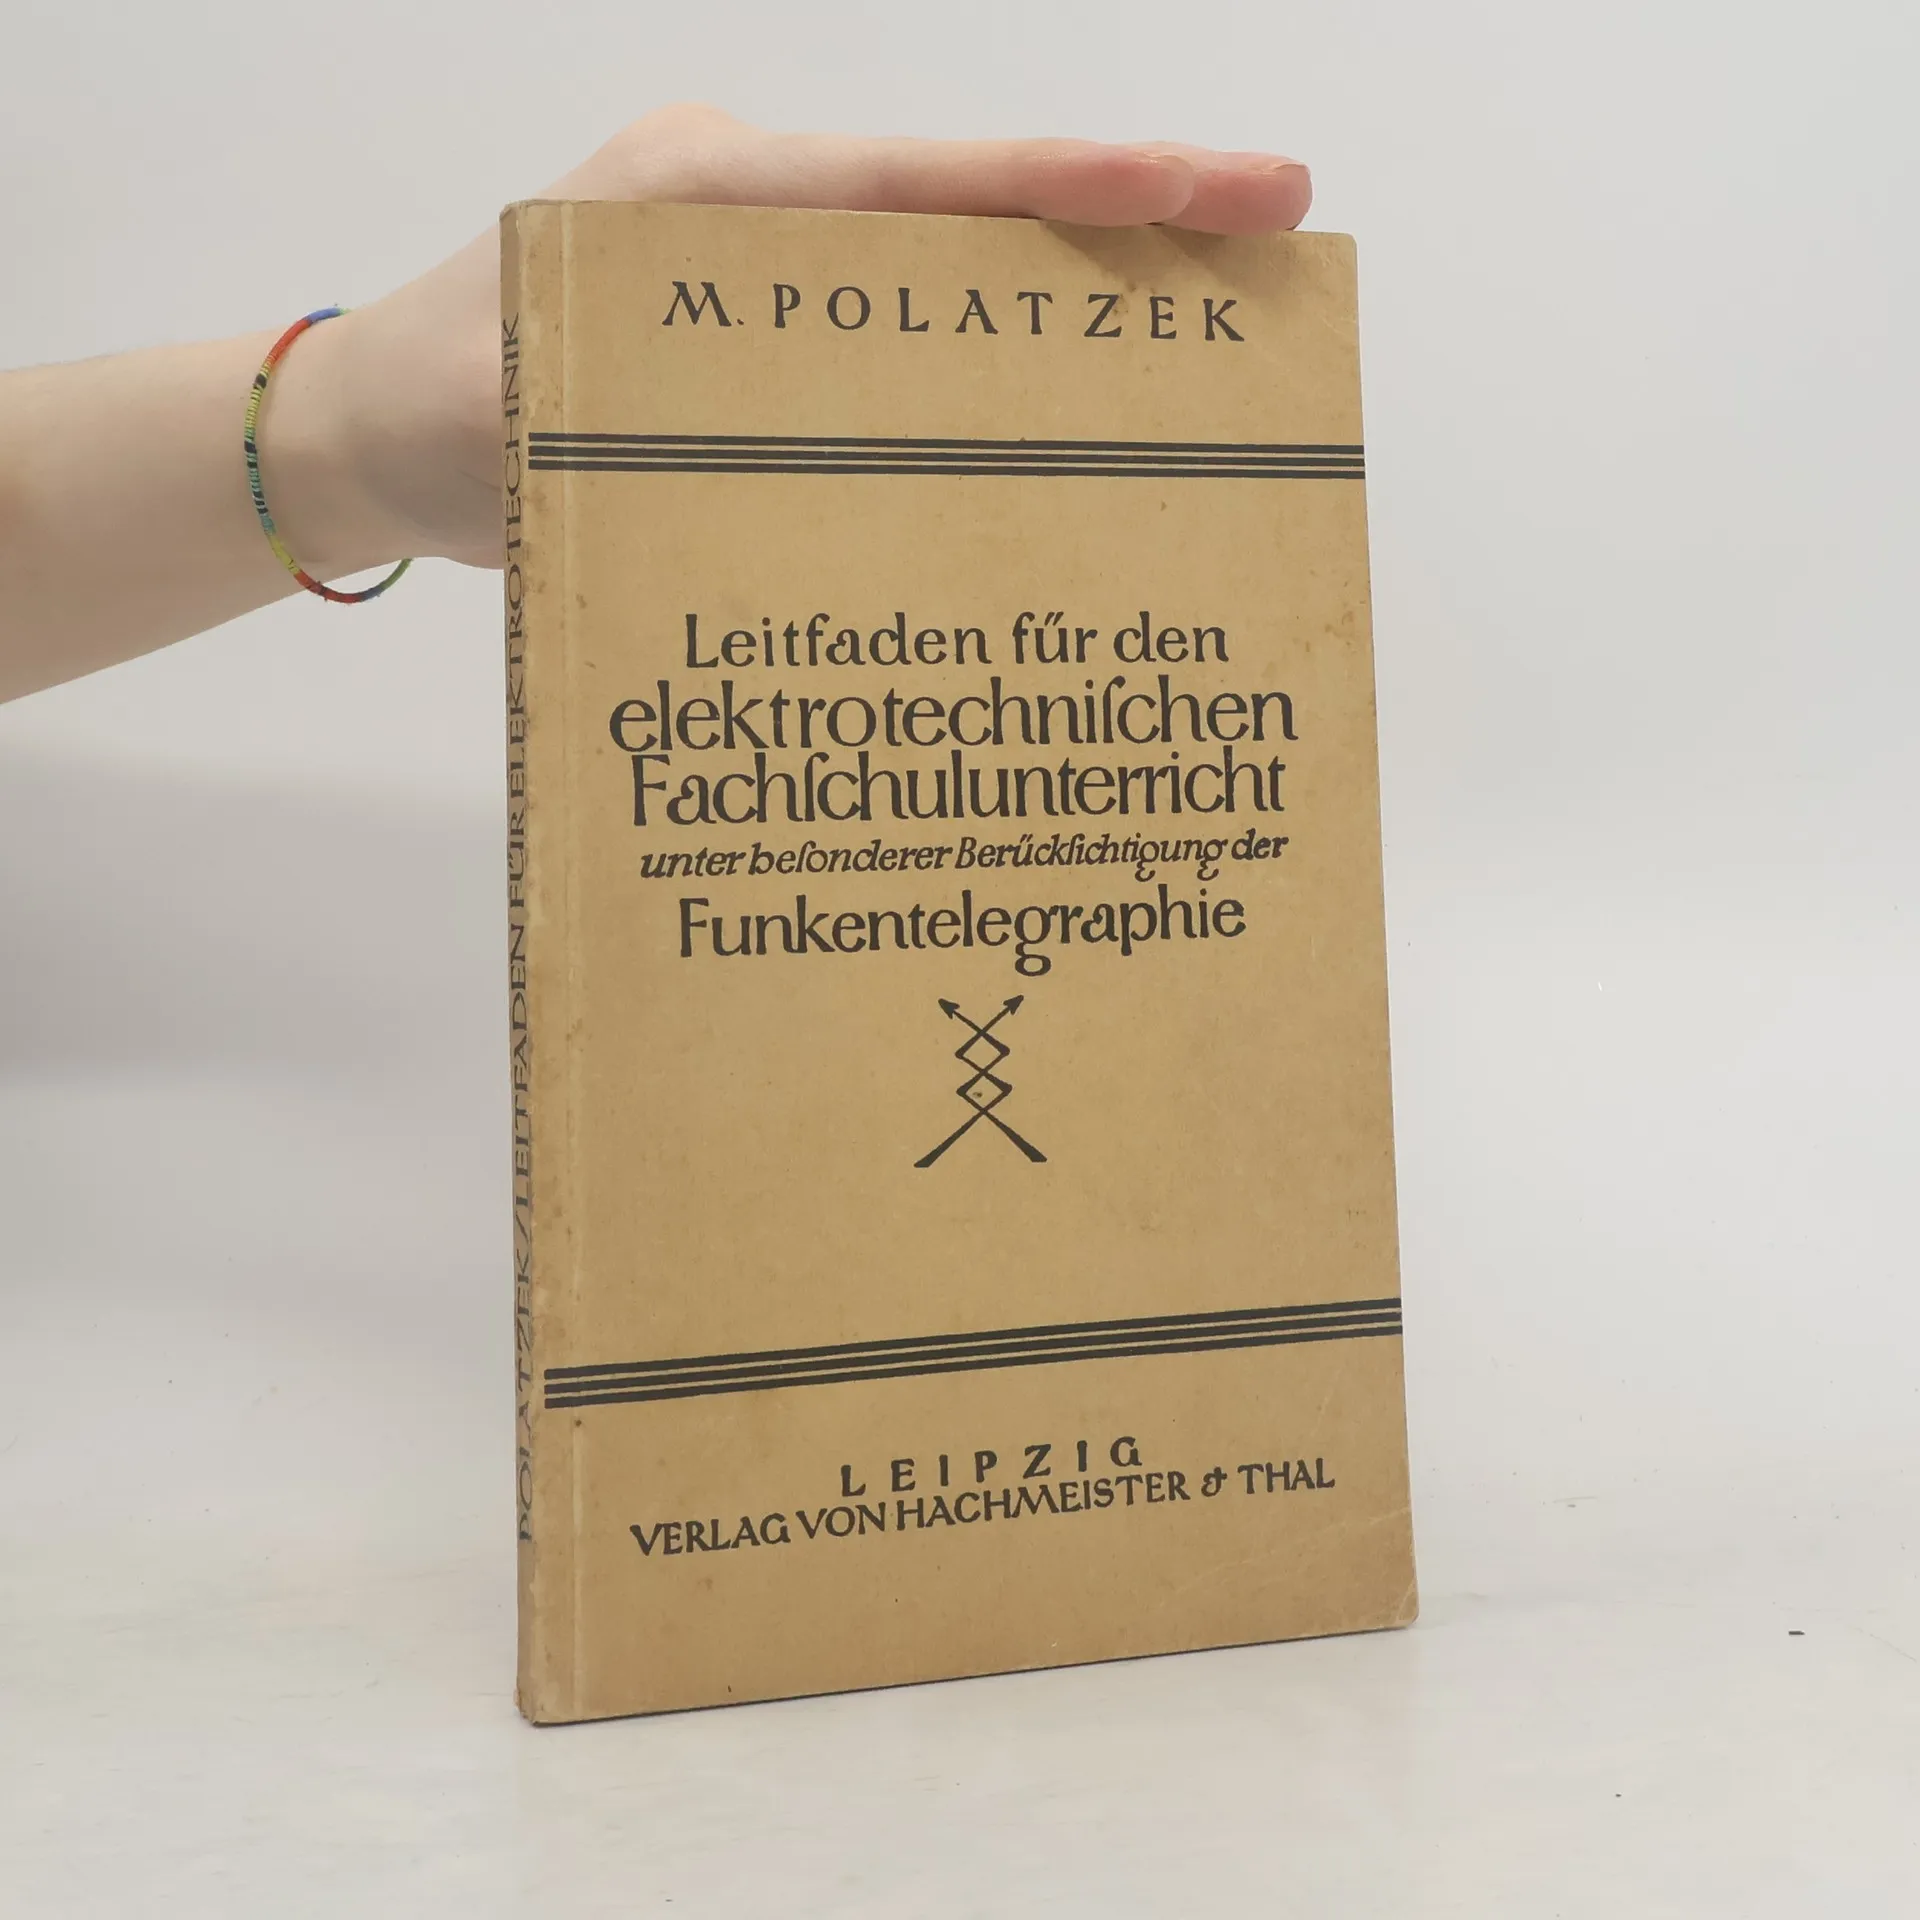 M. POLATZEK
Leitfaden für den
elektrotechniſchen
Fachſchulunterricht
unter beſonderer Berückſichtigung der
Funkentelegraphie
LEIPZIG
VERLAG VON HACHMEISTER & THAL
POLATZEK/LEITFADEN FÜR ELEKTROTECHNIK